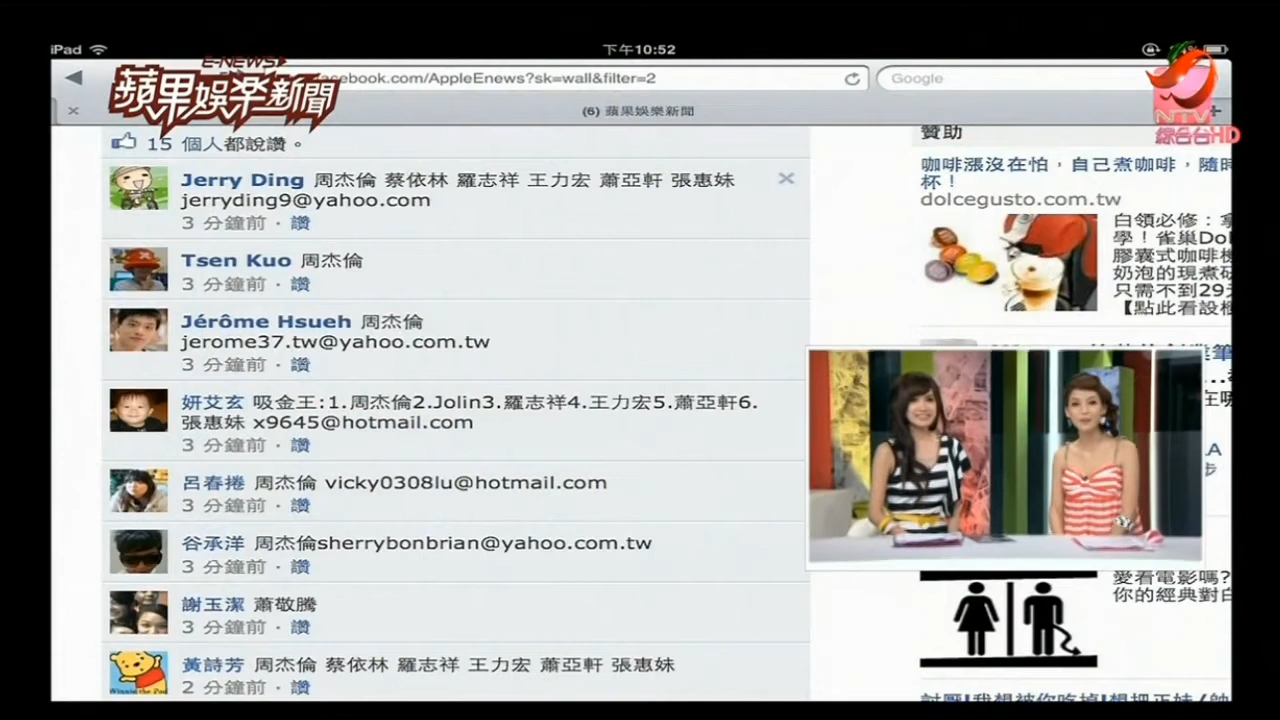 iPad
下午10:52
E-NEWS
蘋果娛樂新聞
acebook.com/AppleEnews?sk=wall&filter=2
Google
NTV
綜合台HD
(6) 蘋果娛樂新聞
15 個人都說讚。
Jerry Ding 周杰倫 蔡依林 羅志祥 王力宏 蕭亞軒 張惠妹
jerryding9@yahoo.com
3 分鐘前 · 讚
Tsen Kuo 周杰倫
3 分鐘前 · 讚
Jérôme Hsueh 周杰倫
jerome37.tw@yahoo.com.tw
3 分鐘前 · 讚
妍艾玄 吸金王:1.周杰倫2.Jolin3.羅志祥4.王力宏5.蕭亞軒6.
張惠妹 x9645@hotmail.com
3 分鐘前 · 讚
呂春捲 周杰倫 vicky0308lu@hotmail.com
3 分鐘前 · 讚
谷承洋 周杰倫sherrybonbrian@yahoo.com.tw
3 分鐘前 · 讚
謝玉潔 蕭敬騰
3 分鐘前 · 讚
黃詩芳 周杰倫 蔡依林 羅志祥 王力宏 蕭亞軒 張惠妹
Winnie the Pooh
2 分鐘前 · 讚
贊助
咖啡漲沒在怕，自己煮咖啡，隨時
杯！
dolcegusto.com.tw
白領必修：拿
學！雀巢Dol
膠囊式咖啡機
奶泡的現煮研
只需不到29元
【點此看設櫃
愛看電影嗎?
你的經典對白